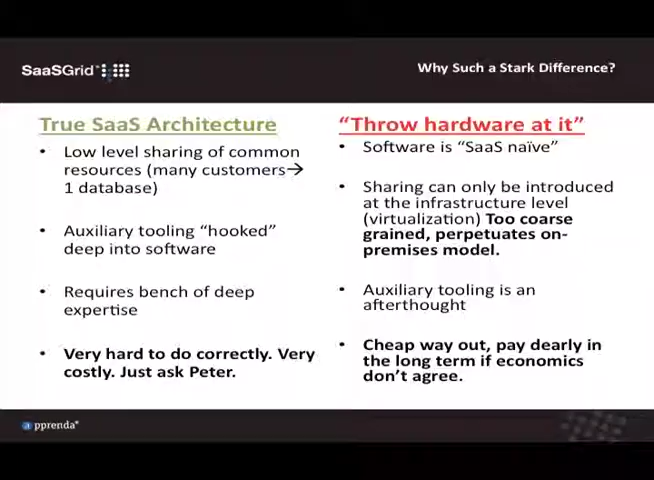 SaaSGrid
Why Such a Stark Difference?
True SaaS Architecture
• Low level sharing of common
resources (many customers→
1 database)
• Auxiliary tooling “hooked”
deep into software
• Requires bench of deep
expertise
• Very hard to do correctly. Very
costly. Just ask Peter.
“Throw hardware at it”
• Software is “SaaS naïve”
• Sharing can only be introduced
at the infrastructure level
(virtualization) Too coarse
grained, perpetuates on-
premises model.
• Auxiliary tooling is an
afterthought
• Cheap way out, pay dearly in
the long term if economics
don’t agree.
apprenda